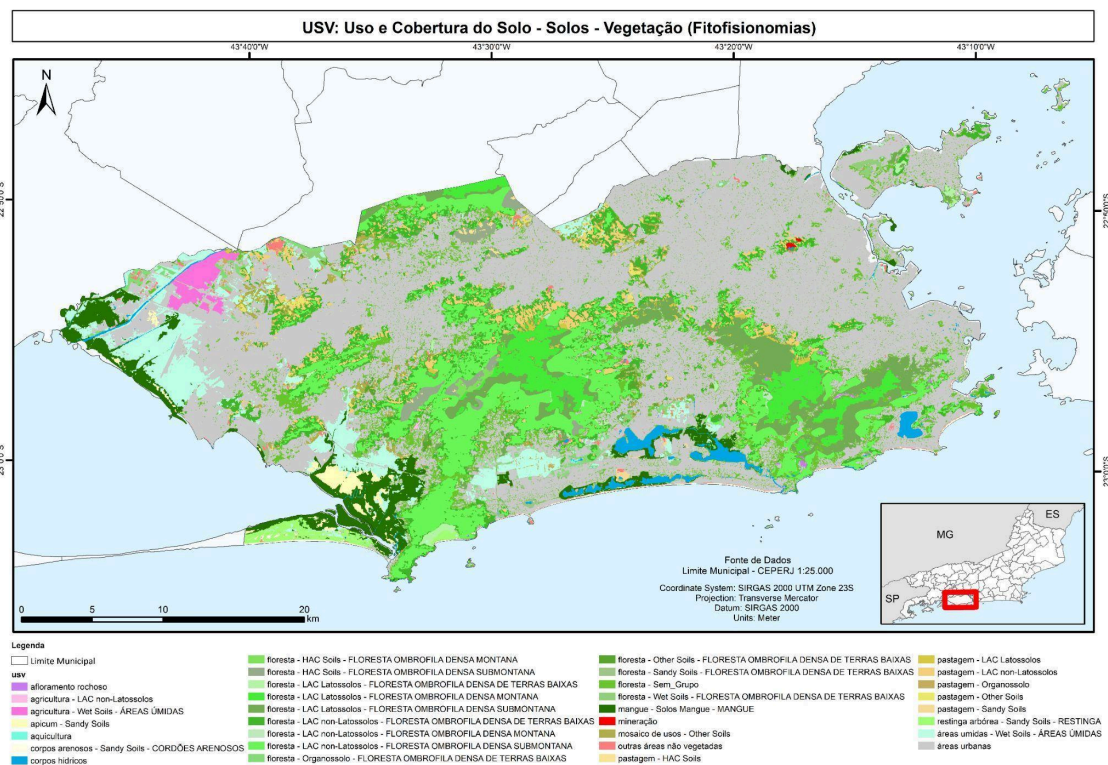 USV: Uso e Cobertura do Solo - Solos - Vegetação (Fitofisionomias)
43°40'0"W 43°30'0"W 43°20'0"W 43°10'0"W
N
MG
ES
SP
Fonte de Dados
Limite Municipal - CEPERJ 1:25.000
Coordinate System: SIRGAS 2000 UTM Zone 23S
Projection: Transverse Mercator
Datum: SIRGAS 2000
Units: Meter
0 5 10 20
km
Legenda
Limite Municipal
usv
afloramento rochoso
agricultura - LAC non-Latossolos
agricultura - Wet Soils - ÁREAS ÚMIDAS
apicum - Sandy Soils
aquicultura
corpos arenosos - Sandy Soils - CORDÕES ARENOSOS
corpos hídricos
floresta - HAC Soils - FLORESTA OMBROFILA DENSA MONTANA
floresta - HAC Soils - FLORESTA OMBROFILA DENSA SUBMONTANA
floresta - LAC Latossolos - FLORESTA OMBROFILA DENSA DE TERRAS BAIXAS
floresta - LAC Latossolos - FLORESTA OMBROFILA DENSA MONTANA
floresta - LAC Latossolos - FLORESTA OMBROFILA DENSA SUBMONTANA
floresta - LAC non-Latossolos - FLORESTA OMBROFILA DENSA DE TERRAS BAIXAS
floresta - LAC non-Latossolos - FLORESTA OMBROFILA DENSA MONTANA
floresta - LAC non-Latossolos - FLORESTA OMBROFILA DENSA SUBMONTANA
floresta - Organossolo - FLORESTA OMBROFILA DENSA DE TERRAS BAIXAS
floresta - Other Soils - FLORESTA OMBROFILA DENSA DE TERRAS BAIXAS
floresta - Sandy Soils - FLORESTA OMBROFILA DENSA DE TERRAS BAIXAS
floresta - Sem_Grupo
floresta - Wet Soils - FLORESTA OMBROFILA DENSA DE TERRAS BAIXAS
mangue - Solos Mangue - MANGUE
mineração
mosaico de usos - Other Soils
outras áreas não vegetadas
pastagem - HAC Soils
pastagem - LAC Latossolos
pastagem - LAC non-Latossolos
pastagem - Organossolo
pastagem - Other Soils
pastagem - Sandy Soils
restinga arbórea - Sandy Soils - RESTINGA
áreas umidas - Wet Soils - ÁREAS ÚMIDAS
áreas urbanas